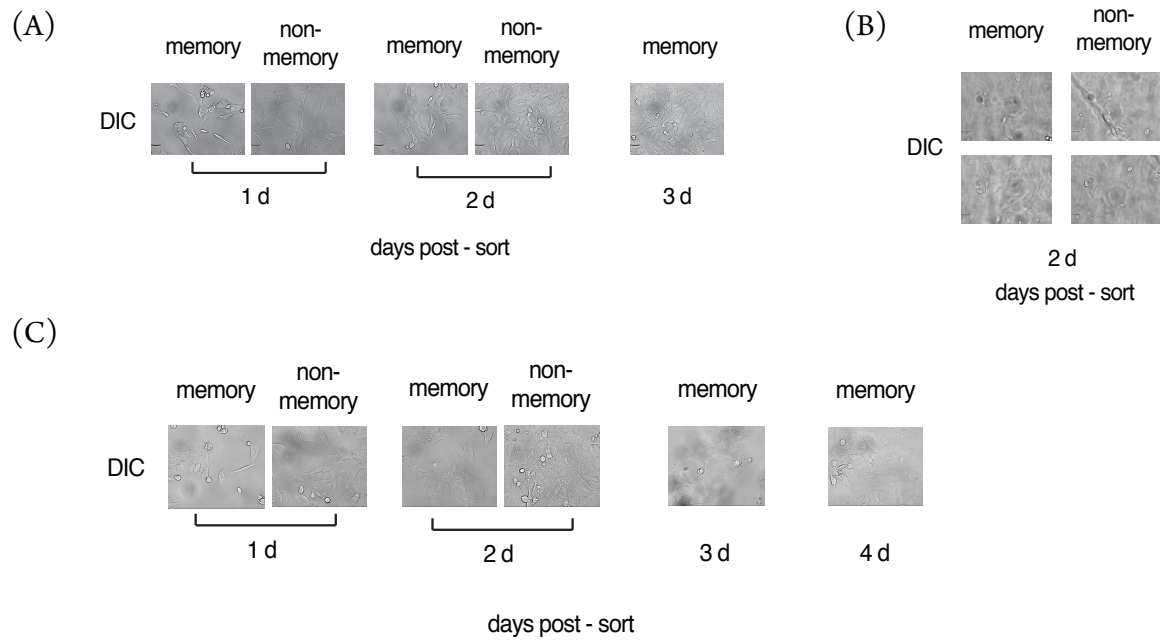 (A)
memory non-
memory memory non-
memory memory
DIC
1 d 2 d 3 d
days post - sort
(B)
memory non-
memory
DIC
2 d
days post - sort
(C)
memory non-
memory memory non-
memory memory memory
DIC
1 d 2 d 3 d 4 d
days post - sort